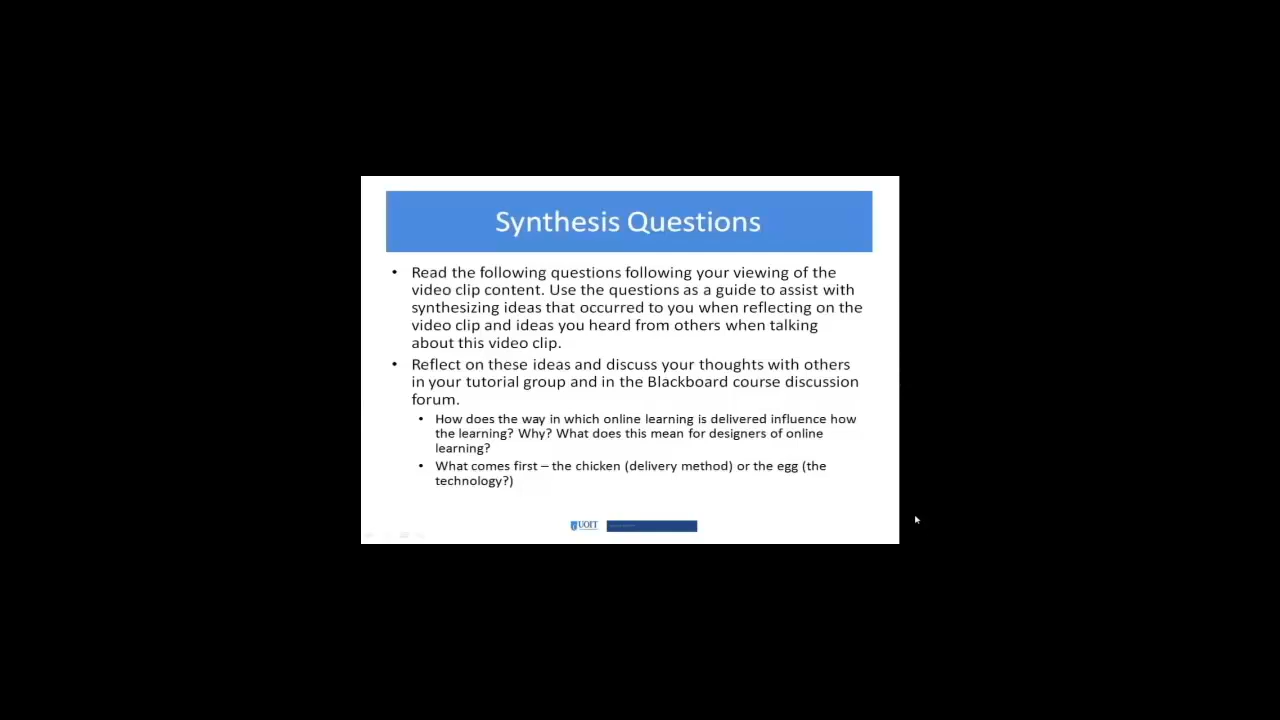 Synthesis Questions
• Read the following questions following your viewing of the
video clip content. Use the questions as a guide to assist with
synthesizing ideas that occurred to you when reflecting on the
video clip and ideas you heard from others when talking
about this video clip.
• Reflect on these ideas and discuss your thoughts with others
in your tutorial group and in the Blackboard course discussion
forum.
• How does the way in which online learning is delivered influence how
the learning? Why? What does this mean for designers of online
learning?
• What comes first – the chicken (delivery method) or the egg (the
technology?)
UOIT